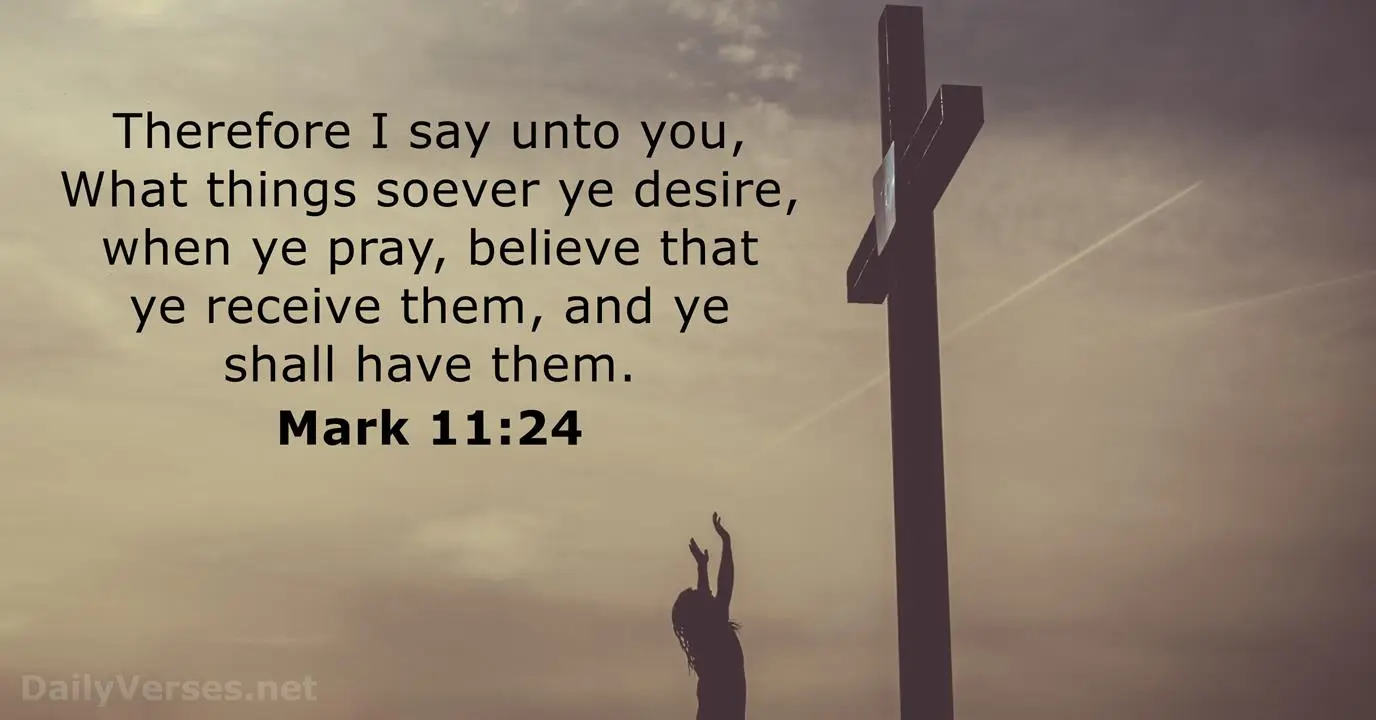 Therefore I say unto you,
What things soever ye desire,
when ye pray, believe that
ye receive them, and ye
shall have them.
Mark 11:24
DailyVerses.net